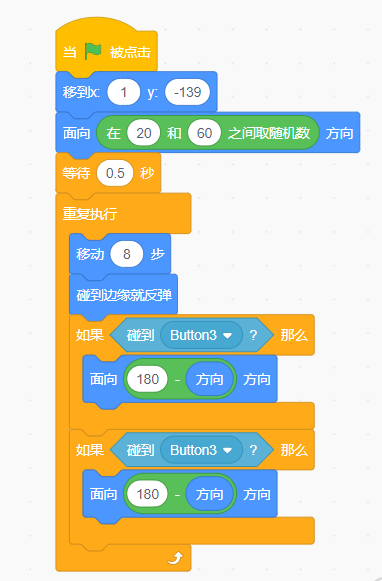 当 被点击
移到x: 1 y: -139
面向 在 20 和 60 之间取随机数 方向
等待 0.5 秒
重复执行
移动 8 步
碰到边缘就反弹
如果 碰到 Button3 ? 那么
面向 180 - 方向 方向
如果 碰到 Button3 ? 那么
面向 180 - 方向 方向